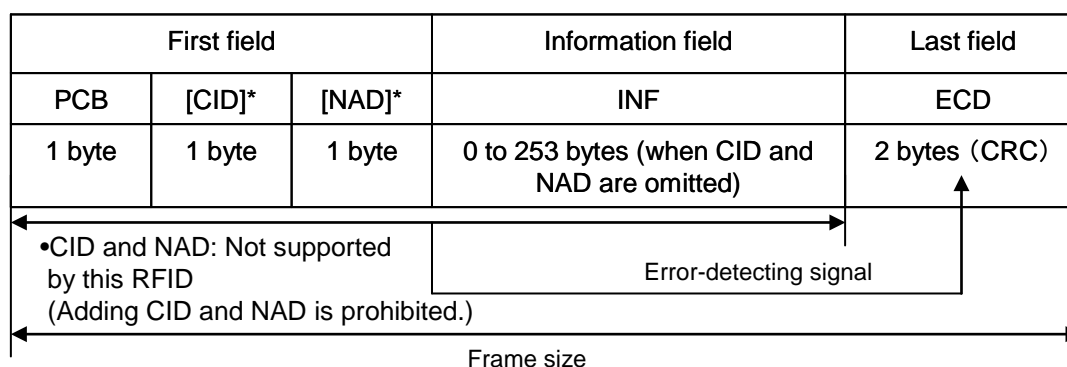 First field Information field Last field
PCB [CID]* [NAD]* INF ECD
1 byte 1 byte 1 byte 0 to 253 bytes (when CID and NAD are omitted) 2 bytes（CRC）
•CID and NAD: Not supported
by this RFID
(Adding CID and NAD is prohibited.)
Error-detecting signal
Frame size